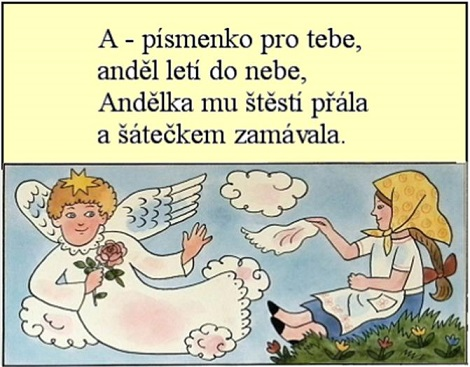 A - písmenko pro tebe,
anděl letí do nebe,
Andělka mu štěstí přála
a šátečkem zamávala.